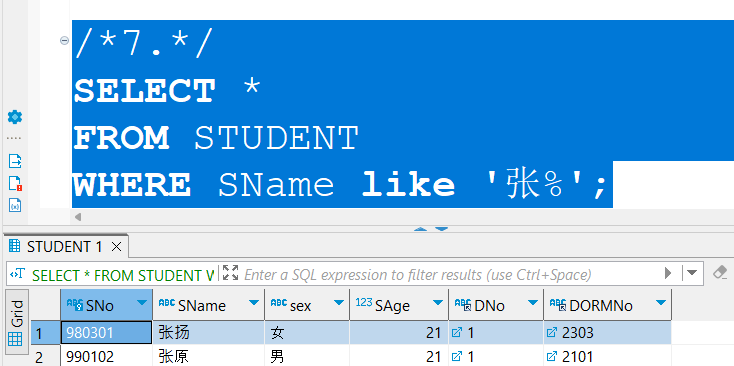 /*7.*/
SELECT *
FROM STUDENT
WHERE SName like '张%';
STUDENT 1
SELECT * FROM STUDENT W
Enter a SQL expression to filter results (use Ctrl+Space)
Grid
SNo SName sex SAge DNo DORMNo
1 980301 张扬 女 21 1 2303
2 990102 张原 男 21 1 2101